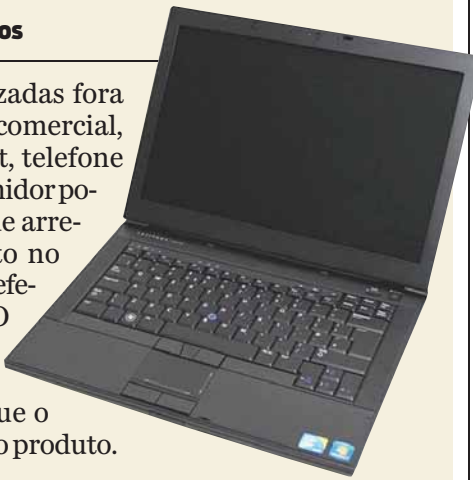 os
zadas fora
comercial,
t, telefone
nidor po-
e arre-
to no
efe-
O
ue o
o produto.